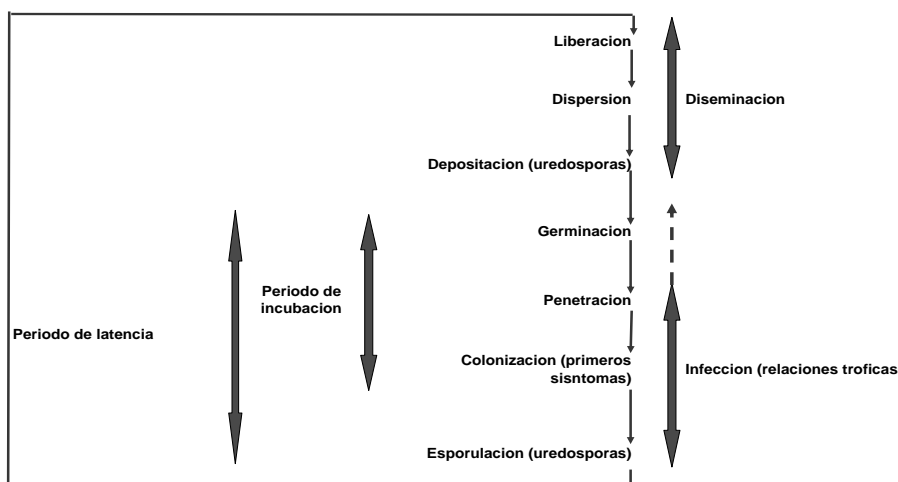 Liberacion
Dispersion
Diseminacion
Depositacion (uredosporas)
Germinacion
Periodo de
incubacion
Penetracion
Periodo de latencia
Colonizacion (primeros
sisntomas)
Infeccion (relaciones troficas
Esporulacion (uredosporas)